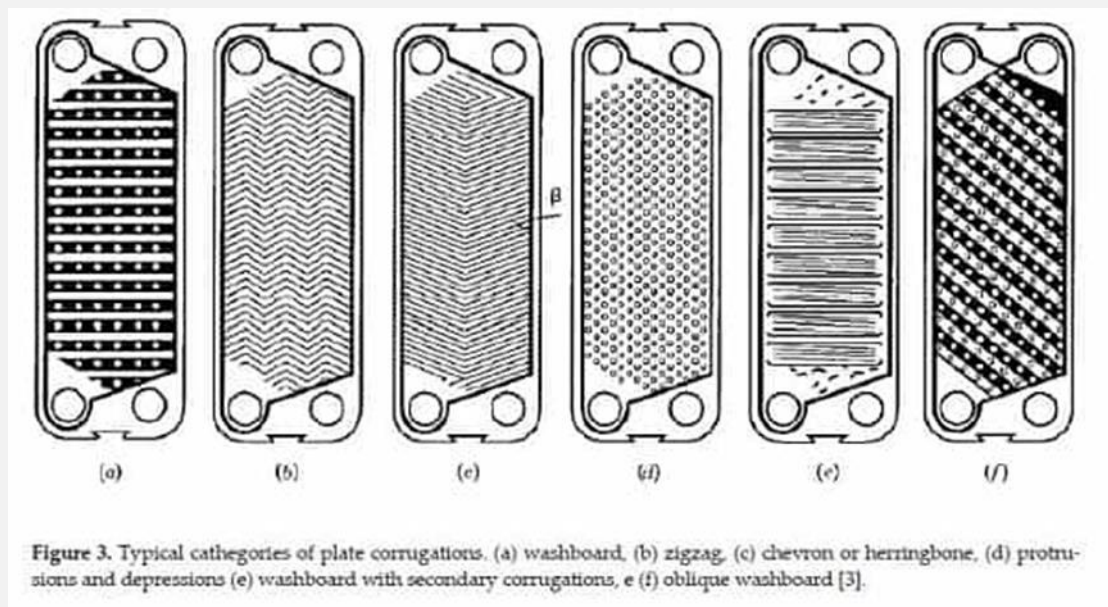 β
(a) (b) (c) (d) (e) (f)
Figure 3. Typical cathegories of plate corrugations. (a) washboard, (b) zigzag, (c) chevron or herringbone, (d) protru-
sions and depressions (e) washboard with secondary corrugations, e (f) oblique washboard [3].